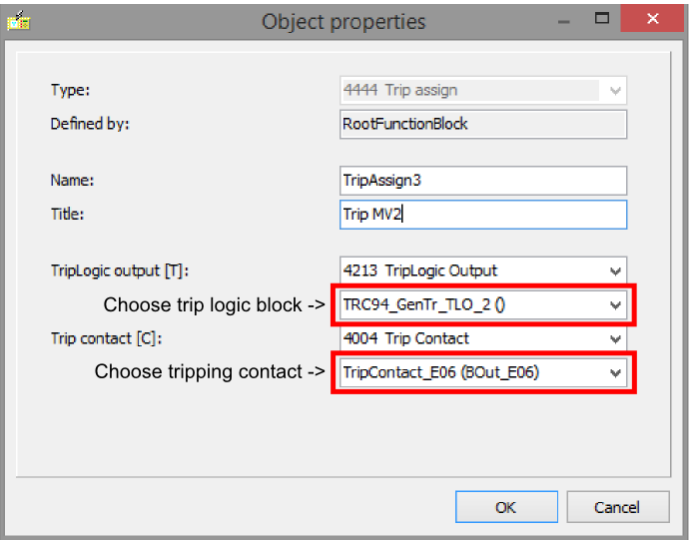 Object properties
Type: 4444 Trip assign
Defined by: RootFunctionBlock
Name: TripAssign3
Title: Trip MV2
TripLogic output [T]: 4213 TripLogic Output
Choose trip logic block -> TRC94_GenTr_TLO_2 ()
Trip contact [C]: 4004 Trip Contact
Choose tripping contact -> TripContact_E06 (BOut_E06)
OK Cancel